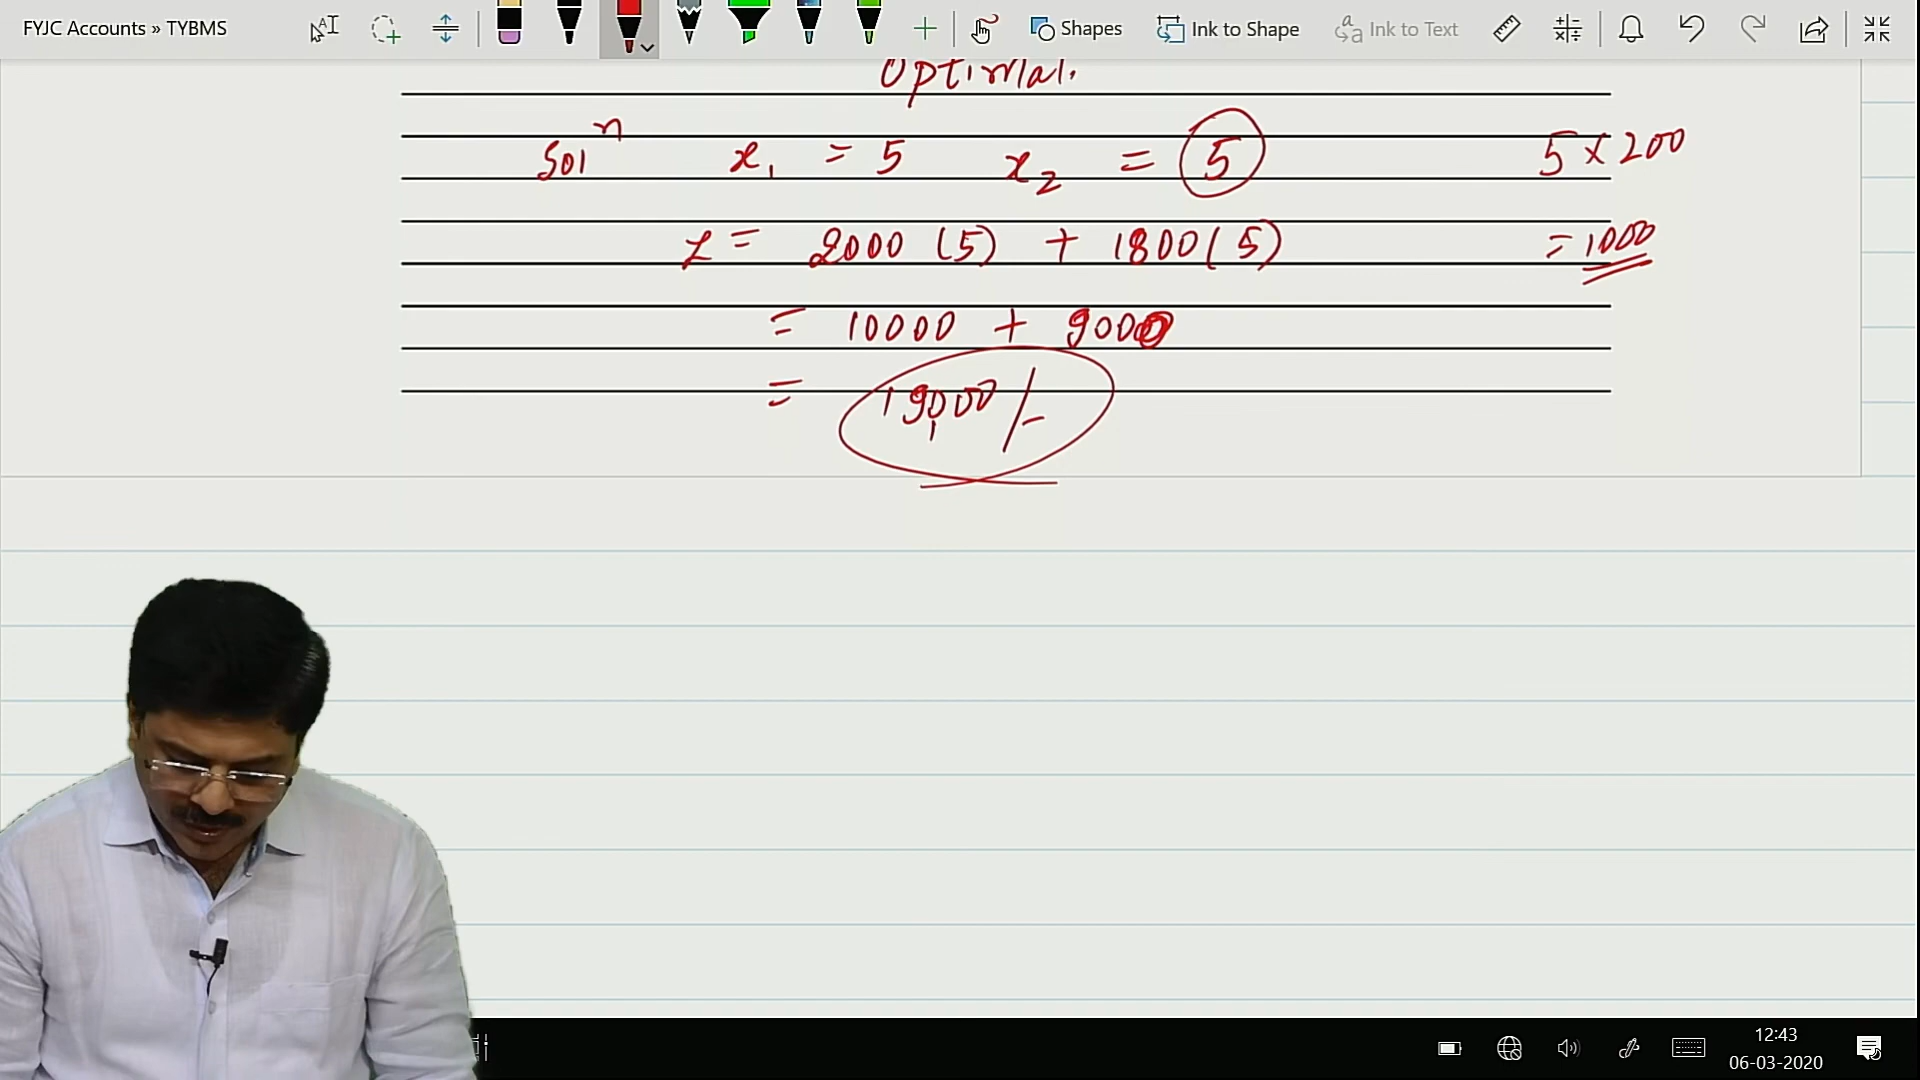 FYJC Accounts » TYBMS
Shapes
Ink to Shape
Ink to Text
Optimal.
Solⁿ x₁ = 5 x₂ = 5 5 × 200
Z = 2000 (5) + 1800 (5) = 1000
= 10000 + 9000
= 19,000/-
12:43
06-03-2020